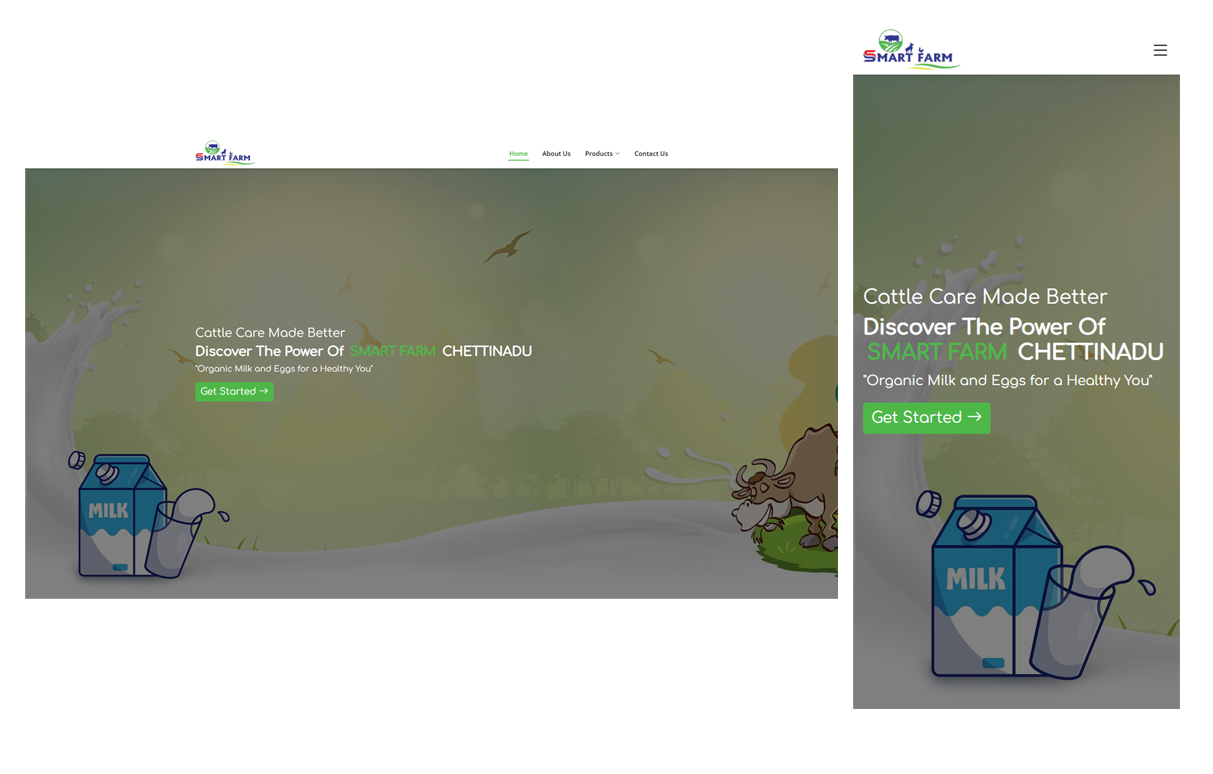 SMART FARM
Home About Us Products Contact Us
Cattle Care Made Better
Discover The Power Of SMART FARM CHETTINADU
"Organic Milk and Eggs for a Healthy You"
Get Started →
MILK
SMART FARM
Cattle Care Made Better
Discover The Power Of
SMART FARM CHETTINADU
"Organic Milk and Eggs for a Healthy You"
Get Started →
MILK